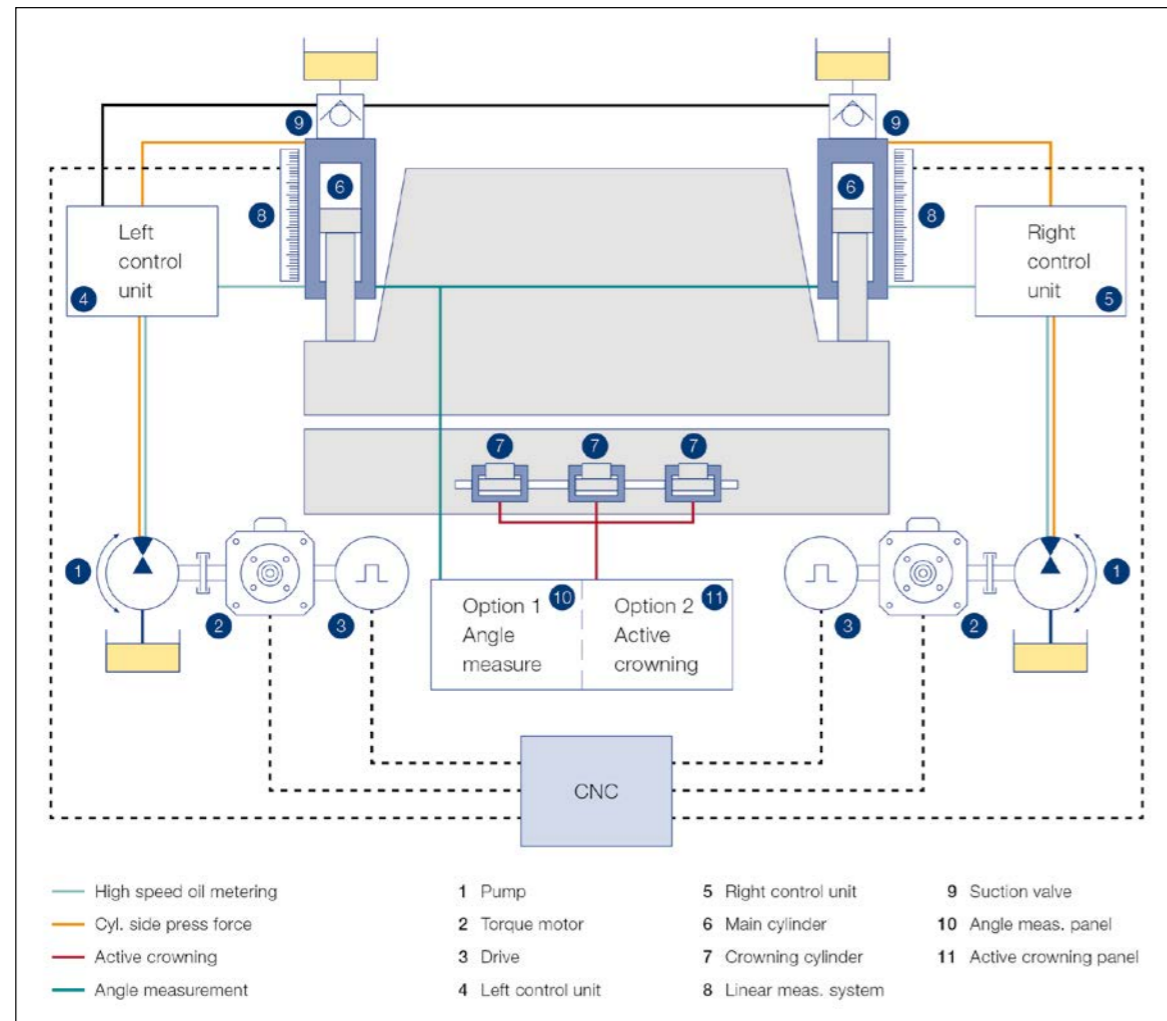 9
9
6
6
8
8
Left
control
unit
4
Right
control
unit
5
7
7
7
1
2
3
3
2
1
Option 1
Angle
measure
10
Option 2
Active
crowning
11
CNC
High speed oil metering
Cyl. side press force
Active crowning
Angle measurement
1 Pump
2 Torque motor
3 Drive
4 Left control unit
5 Right control unit
6 Main cylinder
7 Crowning cylinder
8 Linear meas. system
9 Suction valve
10 Angle meas. panel
11 Active crowning panel